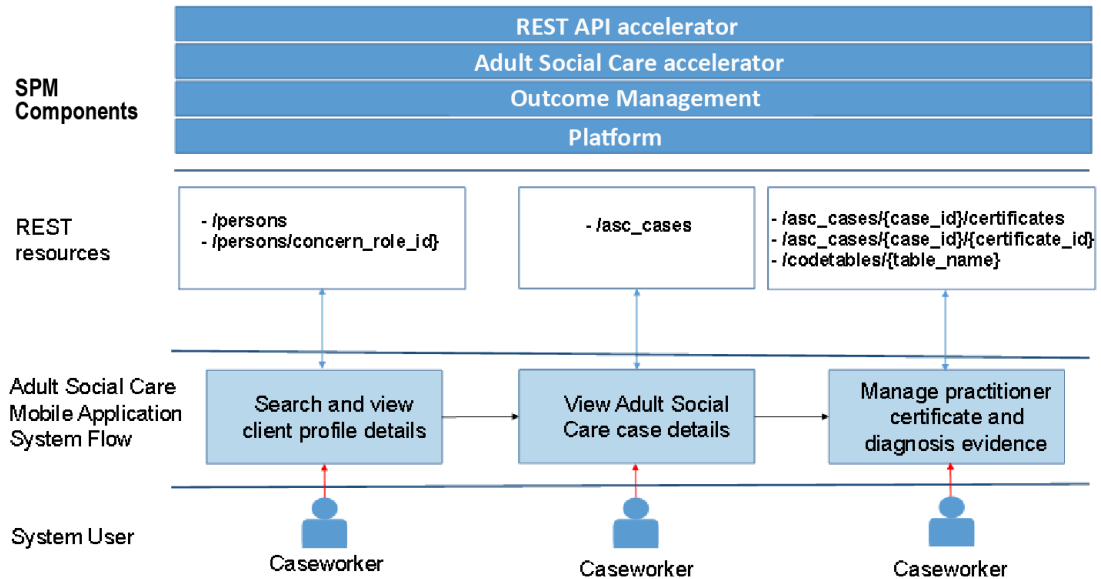 REST API accelerator
Adult Social Care accelerator
SPM
Components
Outcome Management
Platform
REST
resources
- /persons
- /persons/concern_role_id}
- /asc_cases
- /asc_cases/{case_id}/certificates
- /asc_cases/{case_id}/{certificate_id}
- /codetables/{table_name}
Adult Social Care
Mobile Application
System Flow
Search and view
client profile details
View Adult Social
Care case details
Manage practitioner
certificate and
diagnosis evidence
System User
Caseworker
Caseworker
Caseworker